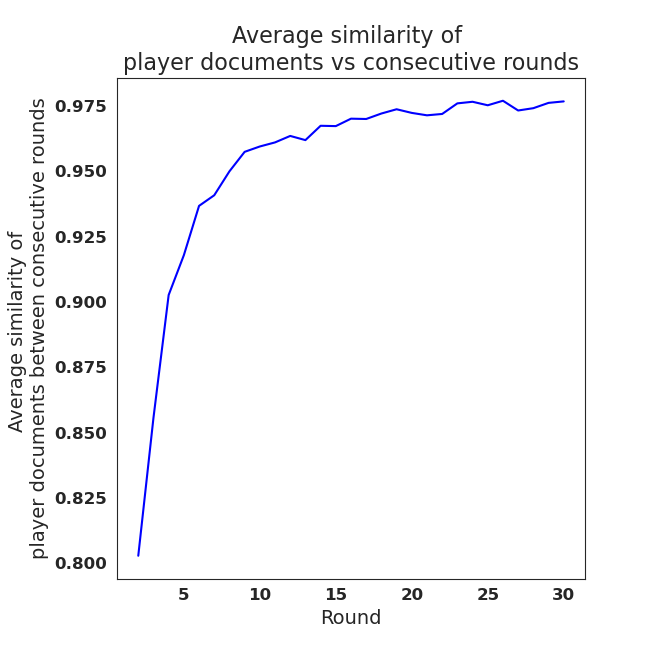 Average similarity of
player documents vs consecutive rounds
Average similarity of
player documents between consecutive rounds
0.975
0.950
0.925
0.900
0.875
0.850
0.825
0.800
5 10 15 20 25 30
Round